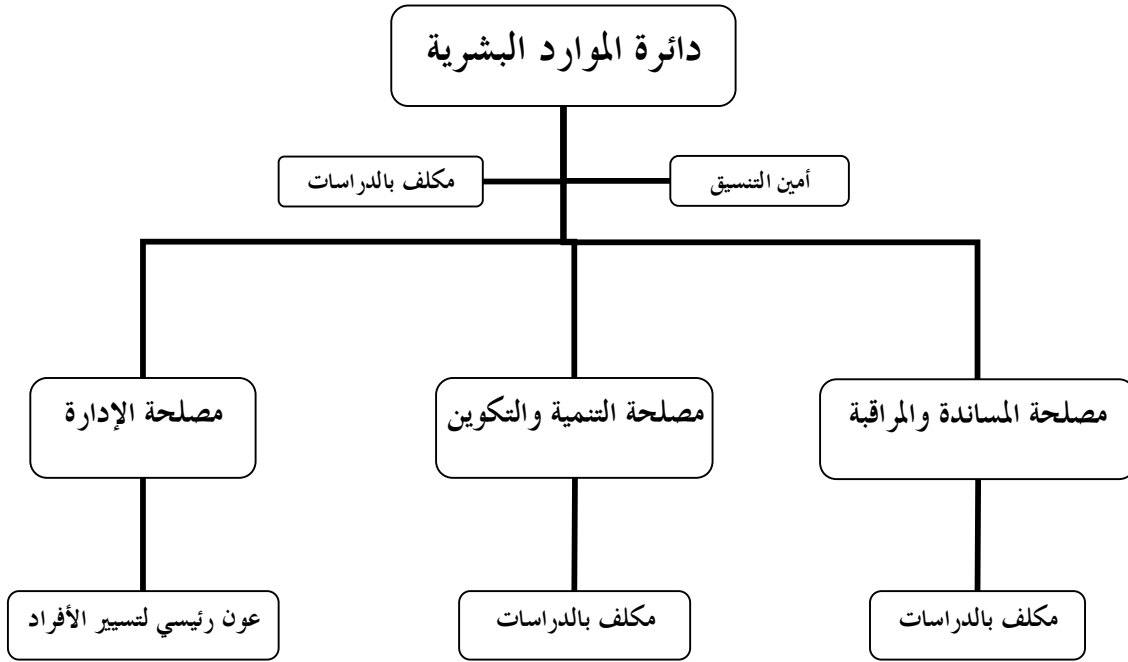 دائرة الموارد البشرية
أمين التنسيق
مكلف بالدراسات
مصلحة المساندة والمراقبة
مصلحة التنمية والتكوين
مصلحة الإدارة
مكلف بالدراسات
مكلف بالدراسات
عون رئيسي لتسيير الأفراد